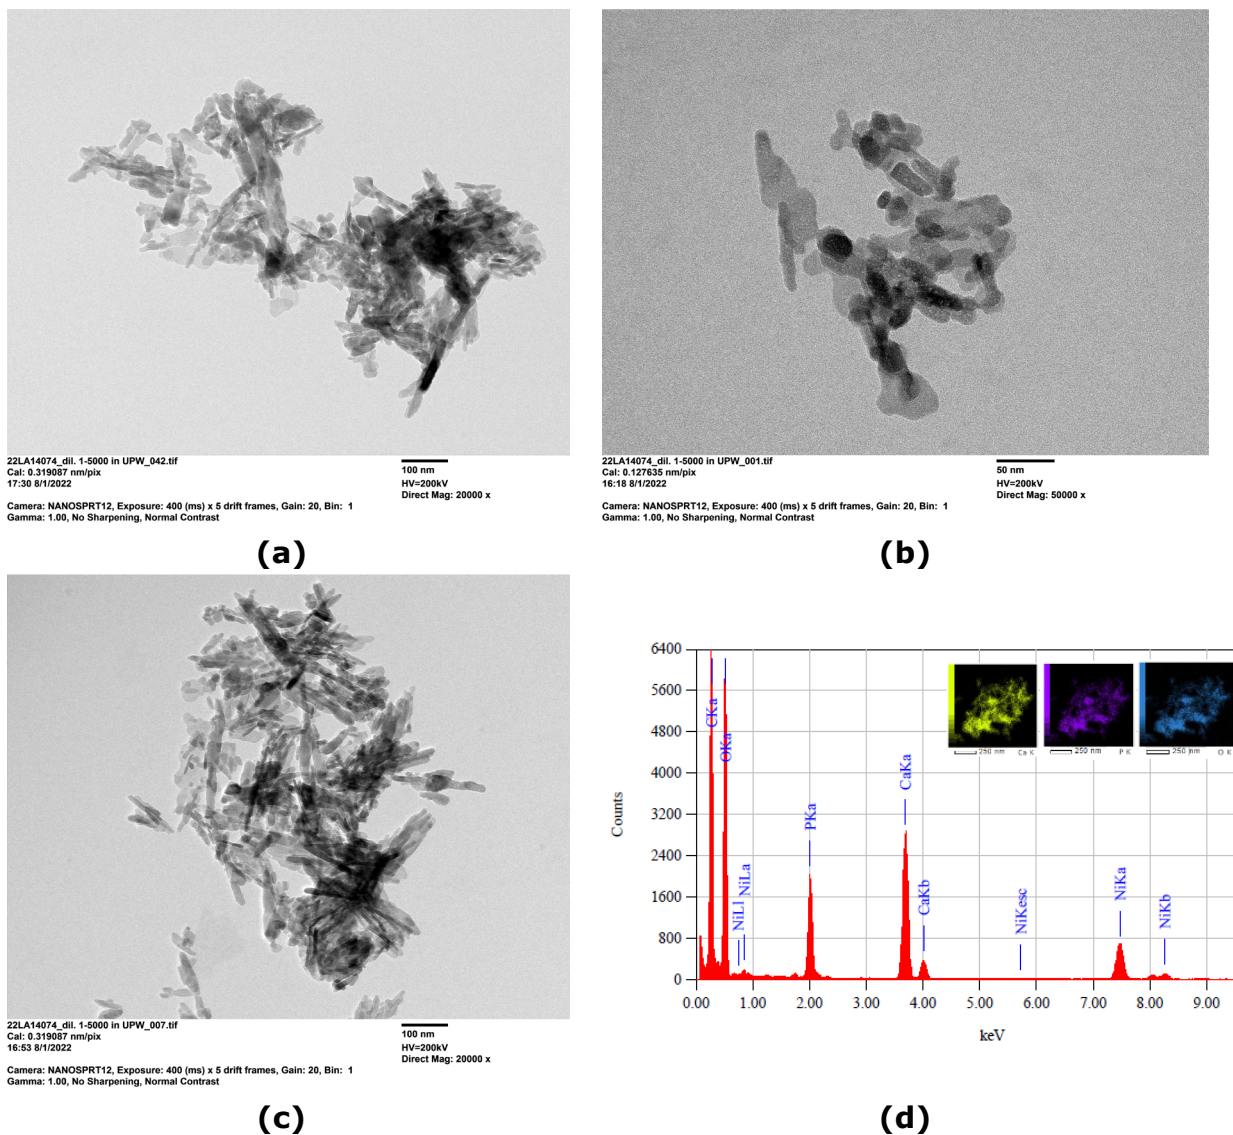 22LA14074_dil. 1-5000 in UPW_042.tif
Cal: 0.319087 nm/pix
17:30 8/1/2022
Camera: NANOSPRT12, Exposure: 400 (ms) x 5 drift frames, Gain: 20, Bin: 1
Gamma: 1.00, No Sharpening, Normal Contrast
100 nm
HV=200kV
Direct Mag: 20000 x
(a)
22LA14074_dil. 1-5000 in UPW_001.tif
Cal: 0.127635 nm/pix
16:18 8/1/2022
Camera: NANOSPRT12, Exposure: 400 (ms) x 5 drift frames, Gain: 20, Bin: 1
Gamma: 1.00, No Sharpening, Normal Contrast
50 nm
HV=200kV
Direct Mag: 50000 x
(b)
22LA14074_dil. 1-5000 in UPW_007.tif
Cal: 0.319087 nm/pix
16:53 8/1/2022
Camera: NANOSPRT12, Exposure: 400 (ms) x 5 drift frames, Gain: 20, Bin: 1
Gamma: 1.00, No Sharpening, Normal Contrast
100 nm
HV=200kV
Direct Mag: 20000 x
(c)
Counts
6400
5600
4800
4000
3200
2400
1600
800
0
CKa
OKa
NiLl
NiLa
PKa
CaKa
CaKb
NiKesc
NiKa
NiKb
250 nm Ca K
250 nm P K
250 nm O K
0.00 1.00 2.00 3.00 4.00 5.00 6.00 7.00 8.00 9.00
keV
(d)